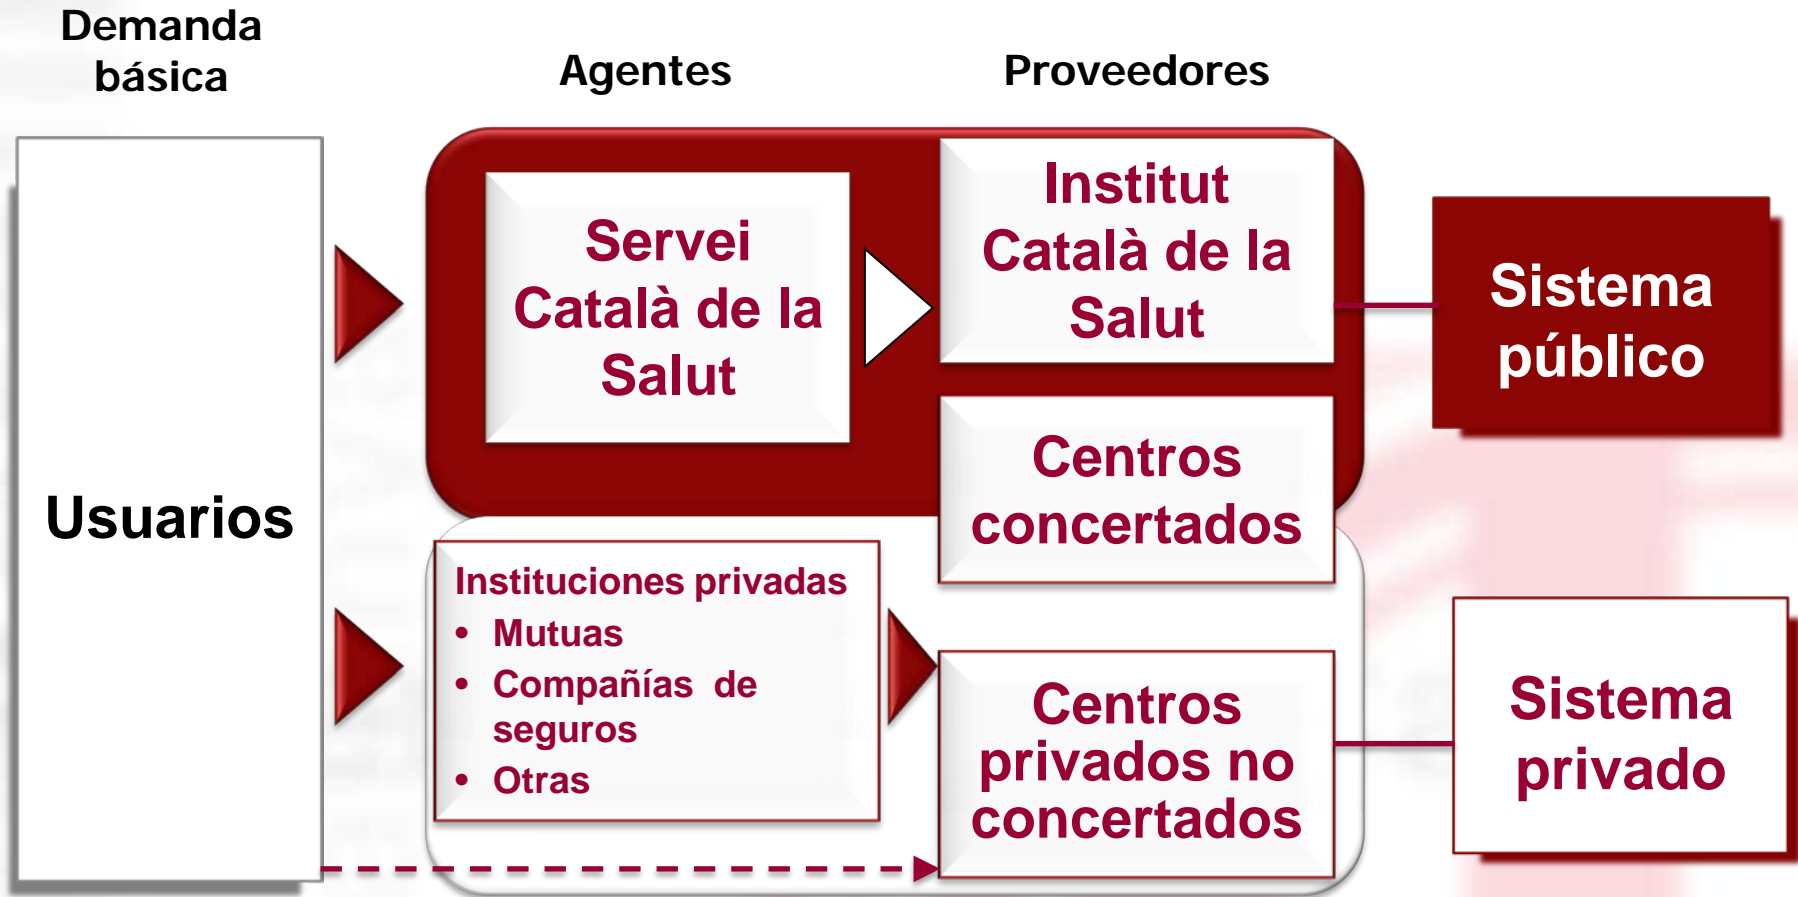 Demanda
básica
Agentes
Proveedores
Usuarios
Servei
Català de la
Salut
Institut
Català de la
Salut
Sistema
público
Centros
concertados
Instituciones privadas
• Mutuas
• Compañías de
seguros
• Otras
Centros
privados no
concertados
Sistema
privado